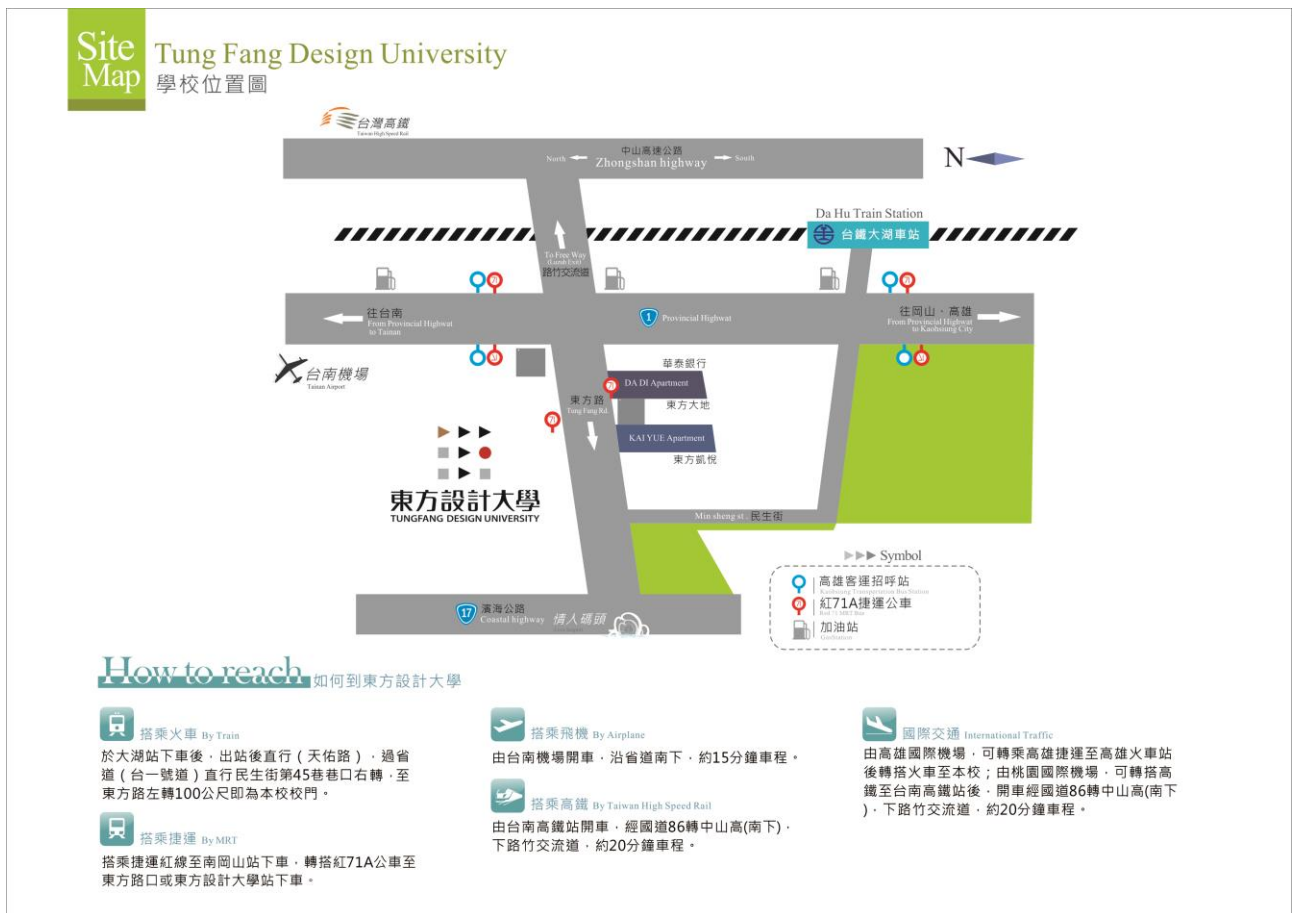 Site
Map
Tung Fang Design University
學校位置圖
台灣高鐵
Taiwan High Speed Rail
中山高速公路
North
Zhongshan highway
South
N
Da Hu Train Station
台鐵大湖車站
To Free Way
路竹交流道
往台南
From Provincial Highwat
to Tainan
1
Provincial Highwat
往岡山、高雄
From Provincial Highwat
to Kaohsiung City
台南機場
Tainan Airport
華泰銀行
DA DI Apartment
東方大地
東方路
Tung Fang Rd.
KAI YUE Apartment
東方凱悅
東方設計大學
TUNGFANG DESIGN UNIVERSITY
Min sheng st . 民生街
Symbol
高雄客運招呼站
Kaohsiung Transportation Bus Station
紅71A捷運公車
Red 71 MRT Bus
加油站
GasStation
17
濱海公路
Coastal highway
情人碼頭
How to reach 如何到東方設計大學
搭乘火車 By Train
於大湖站下車後，出站後直行（天佑路），過省
道（台一號道）直行民生街第45巷巷口右轉，至
東方路左轉100公尺即為本校校門。
搭乘捷運 By MRT
搭乘捷運紅線至南岡山站下車，轉搭紅71A公車至
東方路口或東方設計大學站下車。
搭乘飛機 By Airplane
由台南機場開車，沿省道南下，約15分鐘車程。
搭乘高鐵 By Taiwan High Speed Rail
由台南高鐵站開車，經國道86轉中山高(南下)，
下路竹交流道，約20分鐘車程。
國際交通 International Traffic
由高雄國際機場，可轉乘高雄捷運至高雄火車站
後轉搭火車至本校；由桃園國際機場，可轉搭高
鐵至台南高鐵站後，開車經國道86轉中山高(南下
)，下路竹交流道，約20分鐘車程。